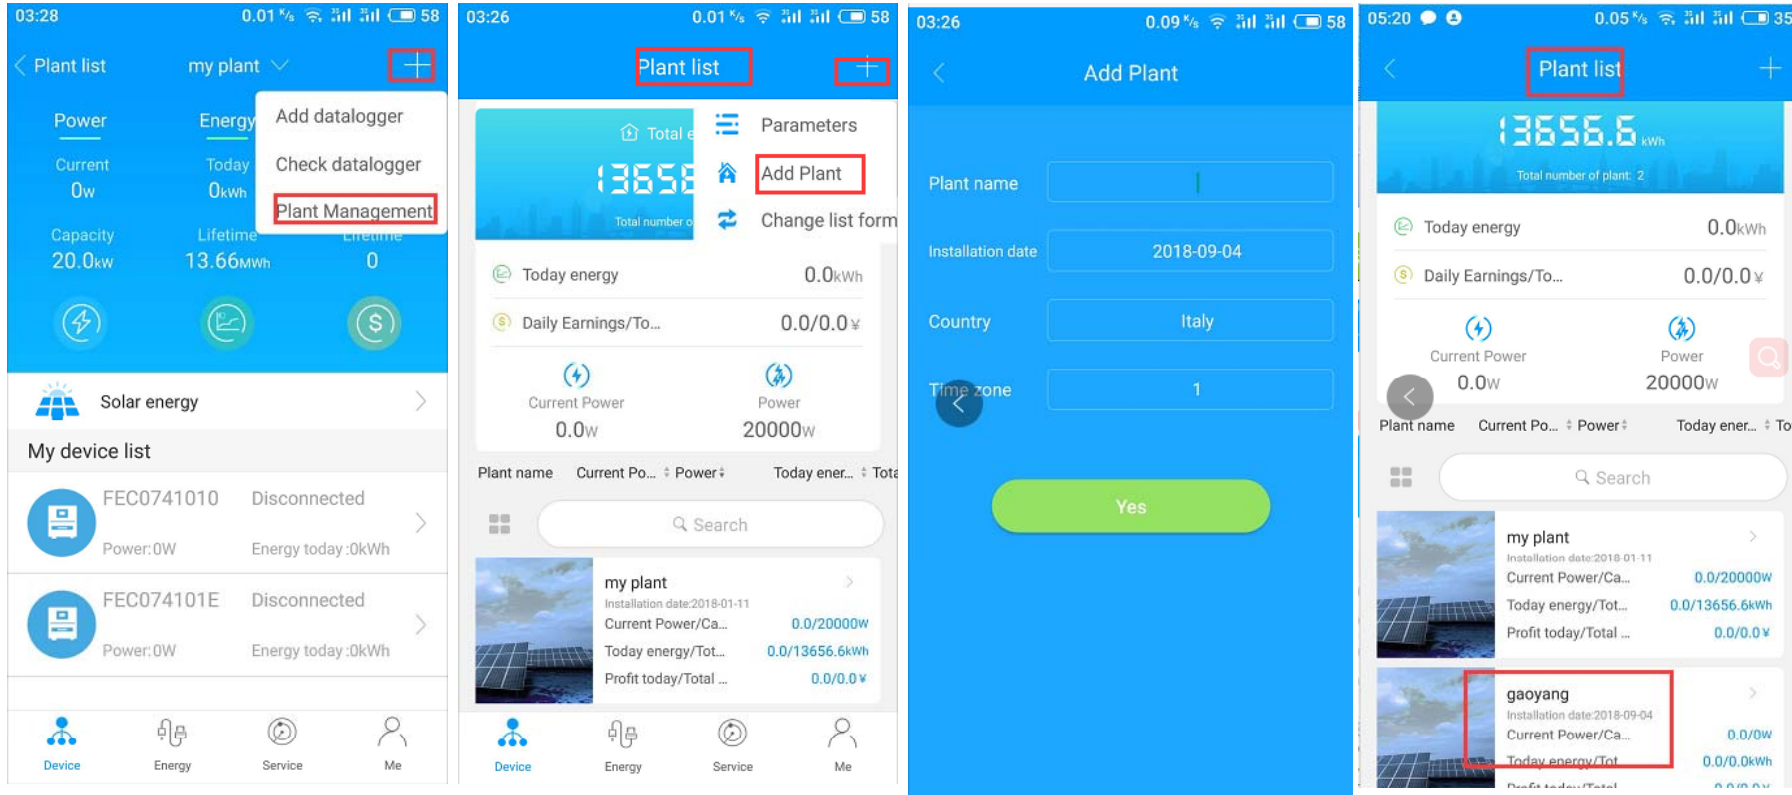 03:28 0.01 K/s 58
Plant list my plant
Add datalogger
Check datalogger
Plant Management
Power Energy
Current Today
0W 0kWh
Capacity Lifetime Lifetime
20.0kW 13.66MWh 0
Solar energy
My device list
FEC0741010 Disconnected
Power:0W Energy today :0kWh
FEC074101E Disconnected
Power:0W Energy today :0kWh
Device Energy Service Me
03:26 0.01 K/s 58
Plant list
Total e
Parameters
Add Plant
Change list form
Total number o
Today energy 0.0kWh
Daily Earnings/To... 0.0/0.0 ¥
Current Power Power
0.0W 20000W
Plant name Current Po... Power Today ener... Tota
Search
my plant
Installation date:2018-01-11
Current Power/Ca... 0.0/20000W
Today energy/Tot... 0.0/13656.6kWh
Profit today/Total ... 0.0/0.0 ¥
Device Energy Service Me
03:26 0.09 K/s 58
Add Plant
Plant name
Installation date 2018-09-04
Country Italy
Time zone 1
Yes
05:20 0.05 K/s 35
Plant list
13656.6 kWh
Total number of plant: 2
Today energy 0.0kWh
Daily Earnings/To... 0.0/0.0 ¥
Current Power Power
0.0W 20000W
Plant name Current Po... Power Today ener... To
Search
my plant
Installation date:2018-01-11
Current Power/Ca... 0.0/20000W
Today energy/Tot... 0.0/13656.6kWh
Profit today/Total ... 0.0/0.0 ¥
gaoyang
Installation date:2018-09-04
Current Power/Ca... 0.0/0W
Today energy/Tot 0.0/0.0kWh